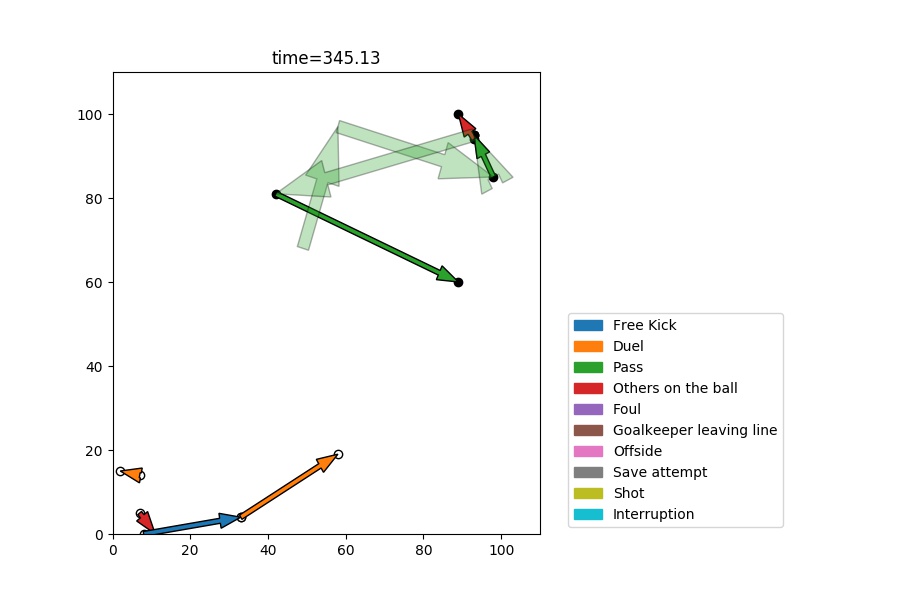 time=345.13
100
80
60
40
20
0
0 20 40 60 80 100
Free Kick
Duel
Pass
Others on the ball
Foul
Goalkeeper leaving line
Offside
Save attempt
Shot
Interruption